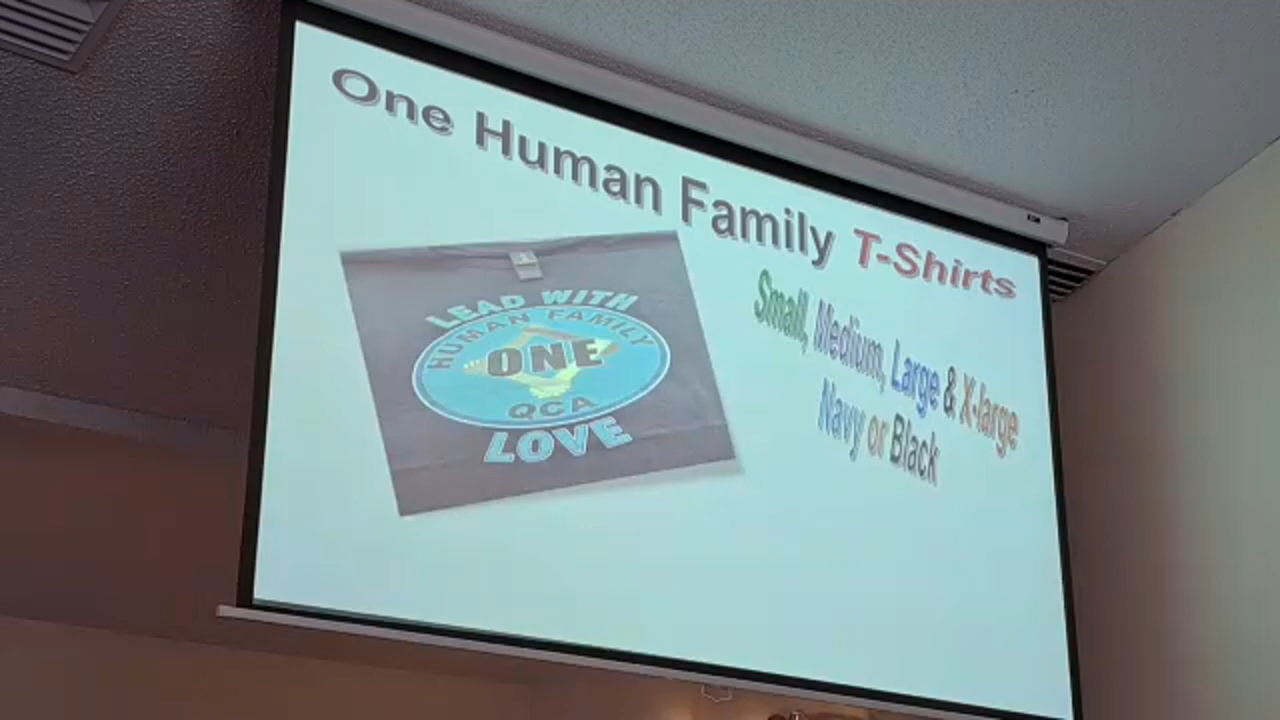 One Human Family T-Shirts
LEAD WITH
HUMAN FAMILY
ONE
QCA
LOVE
Small, Medium, Large & X-large
Navy or Black